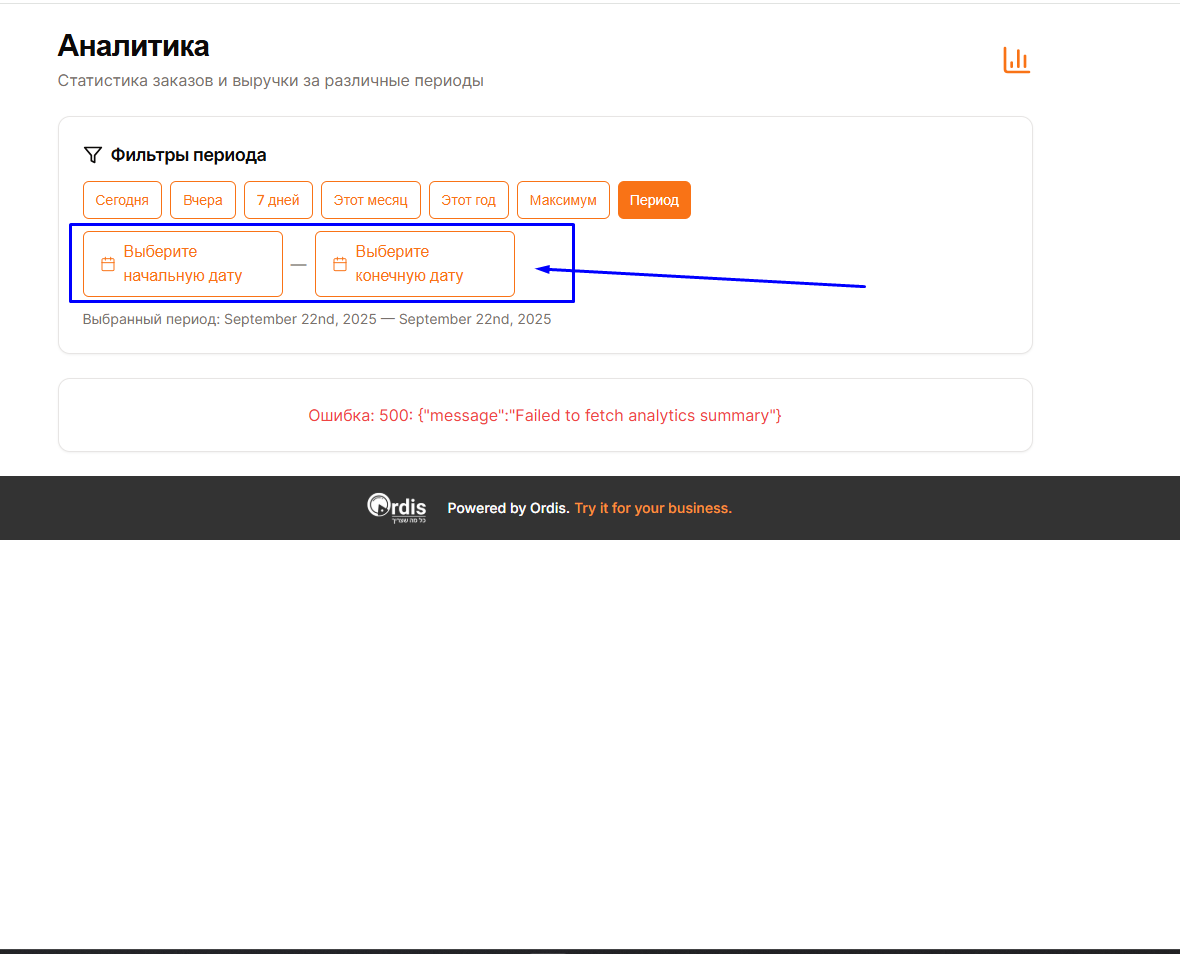 Аналитика
Статистика заказов и выручки за различные периоды
Фильтры периода
Сегодня Вчера 7 дней Этот месяц Этот год Максимум Период
Выберите
начальную дату
—
Выберите
конечную дату
Выбранный период: September 22nd, 2025 — September 22nd, 2025
Ошибка: 500: {"message":"Failed to fetch analytics summary"}
Ordis
כל מה שצריך
Powered by Ordis. Try it for your business.